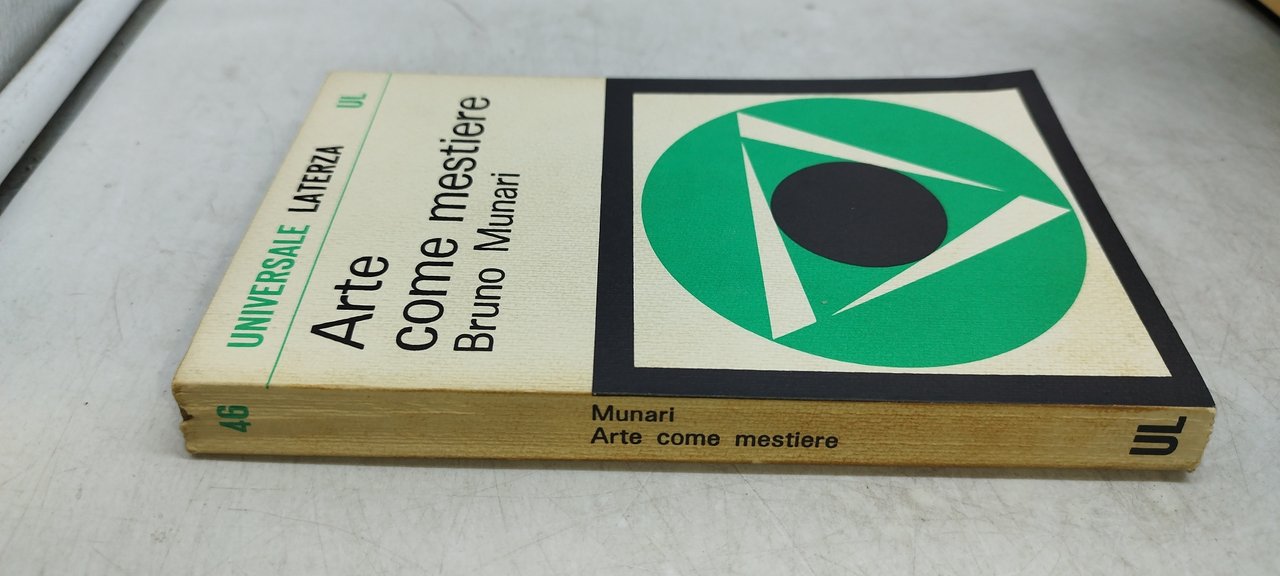 UNIVERSALE LATERZA UL
Arte
come mestiere
Bruno Munari
46
Munari
Arte come mestiere
UL